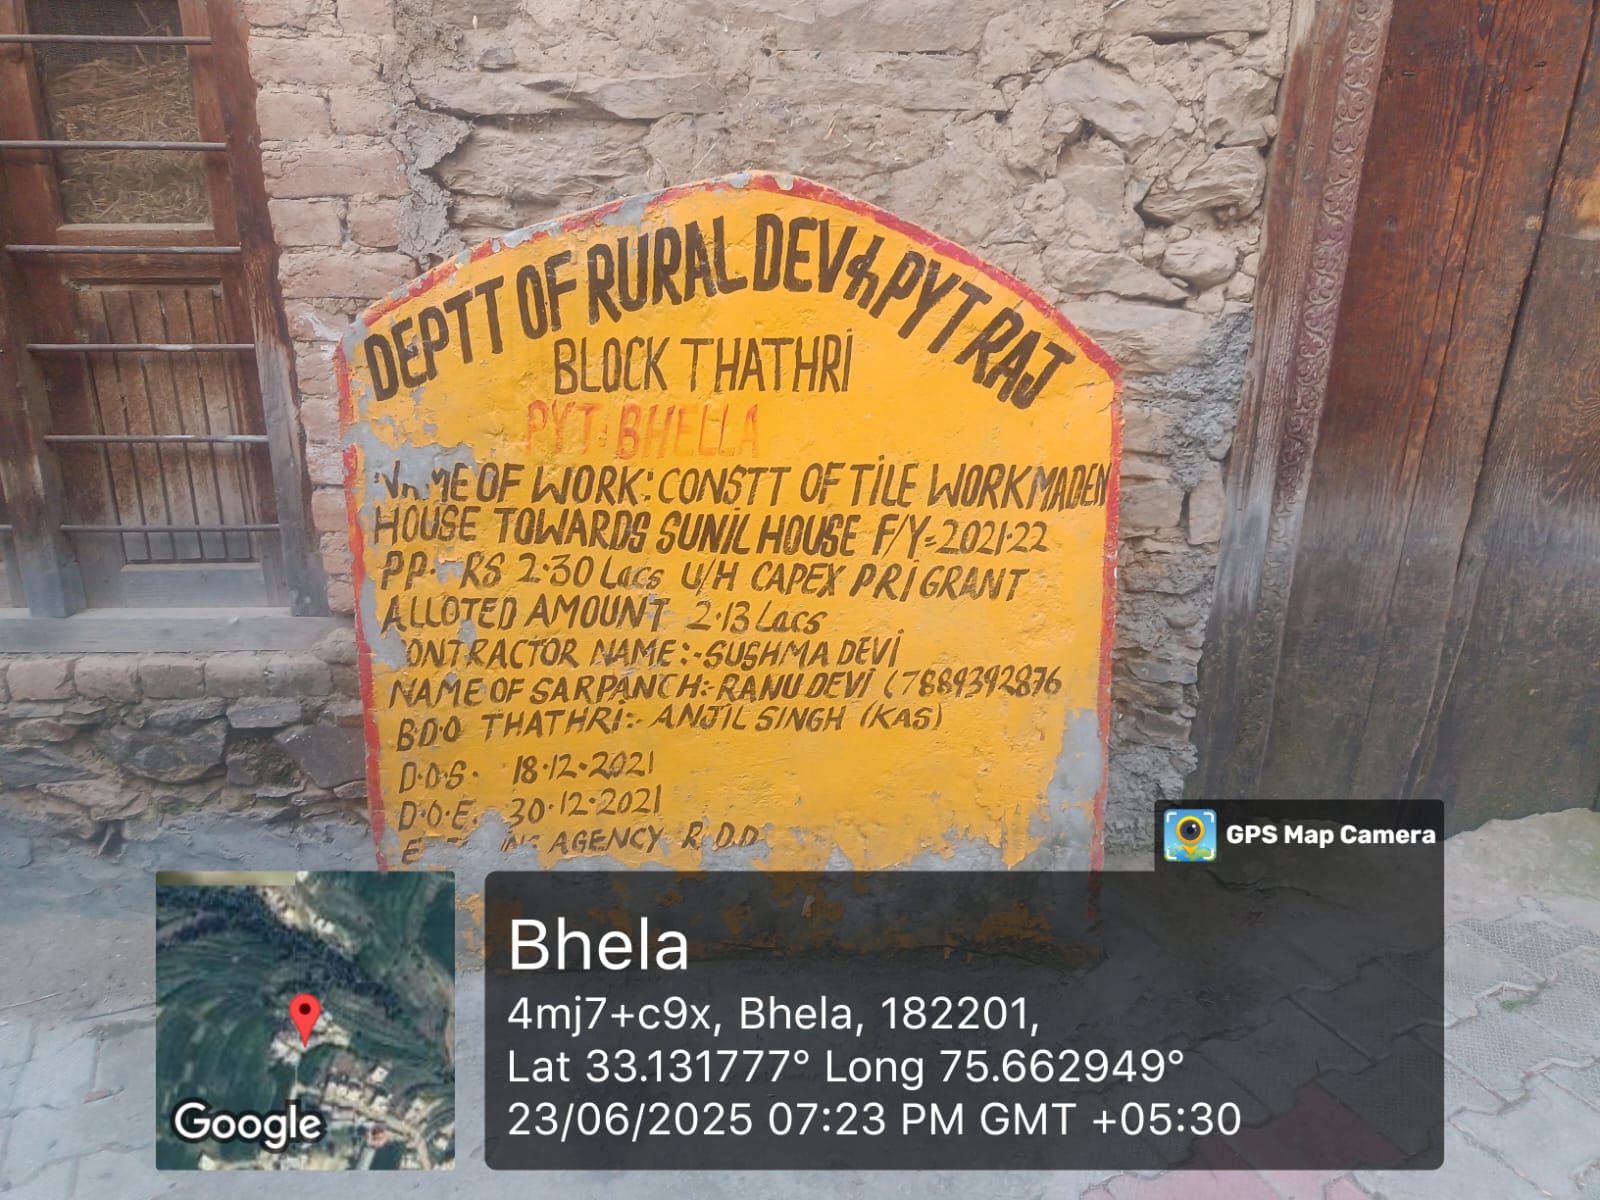 DEPTT OF RURAL DEV & PYT RAJ
BLOCK THATHRI
PYT: BHELLA
NAME OF WORK: CONSTT OF TILE WORK MADEN
HOUSE TOWARDS SUNIL HOUSE F/Y=2021-22
PP.- RS 2.30 Lacs U/H CAPEX PRI GRANT
ALLOTED AMOUNT 2.13 Lacs
ONTRACTOR NAME:-SUSHMA DEVI
NAME OF SARPANCH:-RANU DEVI (7889392876
B.D.O THATHRI:- ANJIL SINGH (KAS)
D.O.S. 18.12.2021
D.O.E. 30.12.2021
AGENCY R.D.D
GPS Map Camera
Bhela
4mj7+c9x, Bhela, 182201,
Lat 33.131777° Long 75.662949°
23/06/2025 07:23 PM GMT +05:30
Google